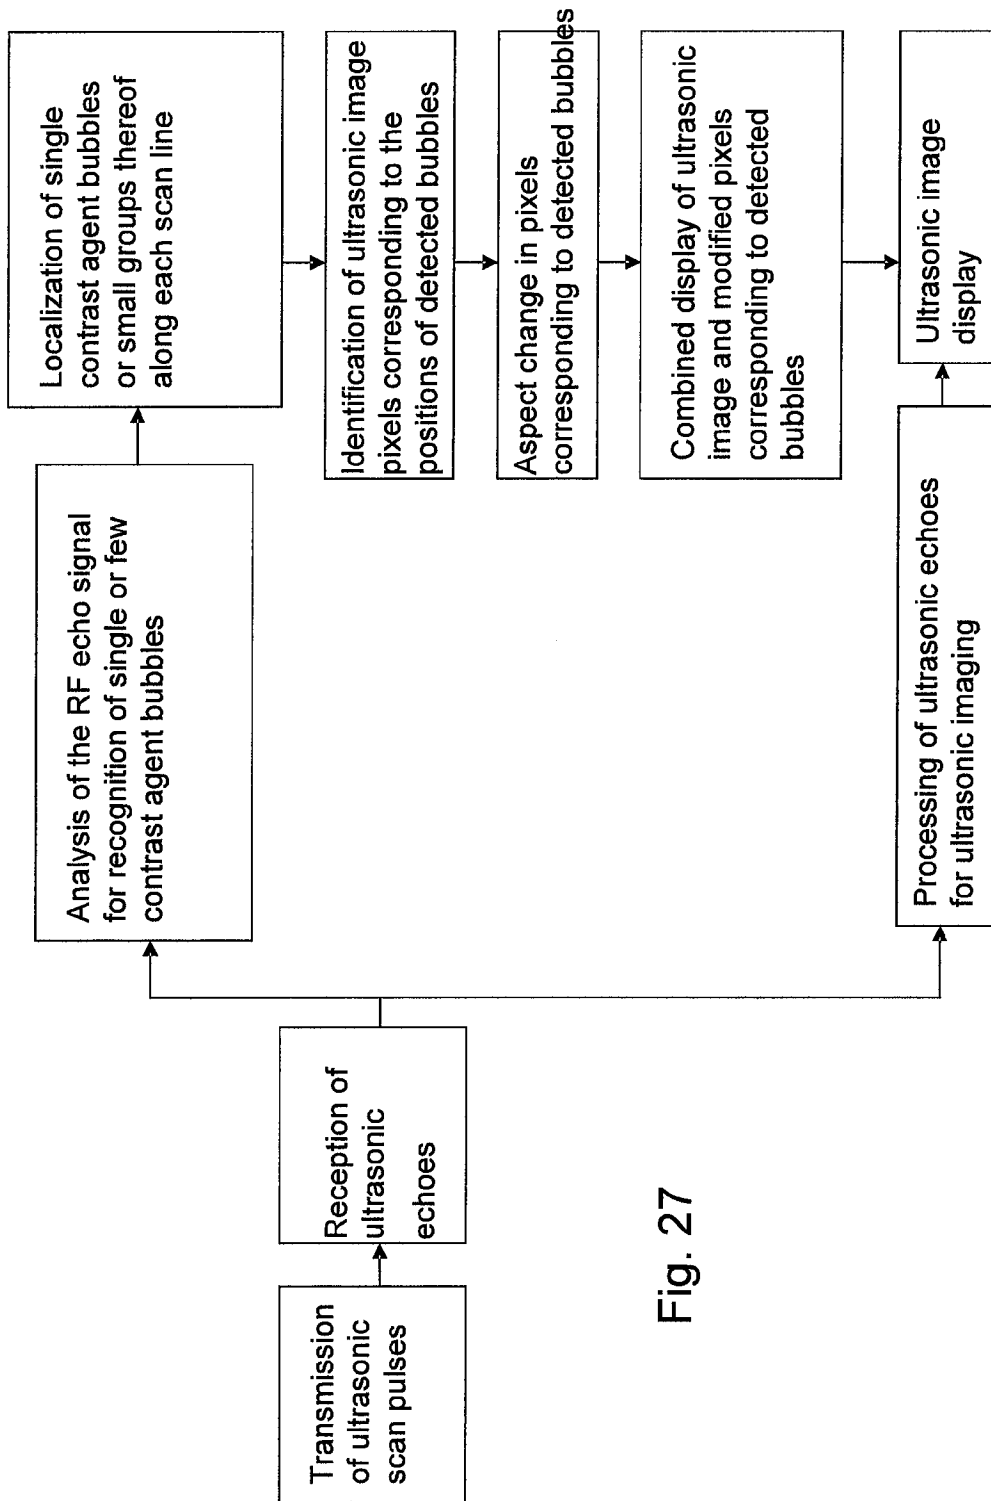 Transmission
of ultrasonic
scan pulses
Reception of
ultrasonic
echoes
Analysis of the RF echo signal
for recognition of single or few
contrast agent bubbles
Localization of single
contrast agent bubbles
or small groups thereof
along each scan line
Identification of ultrasonic image
pixels corresponding to the
positions of detected bubbles
Aspect change in pixels
corresponding to detected bubbles
Combined display of ultrasonic
image and modified pixels
corresponding to detected
bubbles
Processing of ultrasonic echoes
for ultrasonic imaging
Ultrasonic image
display
Fig. 27